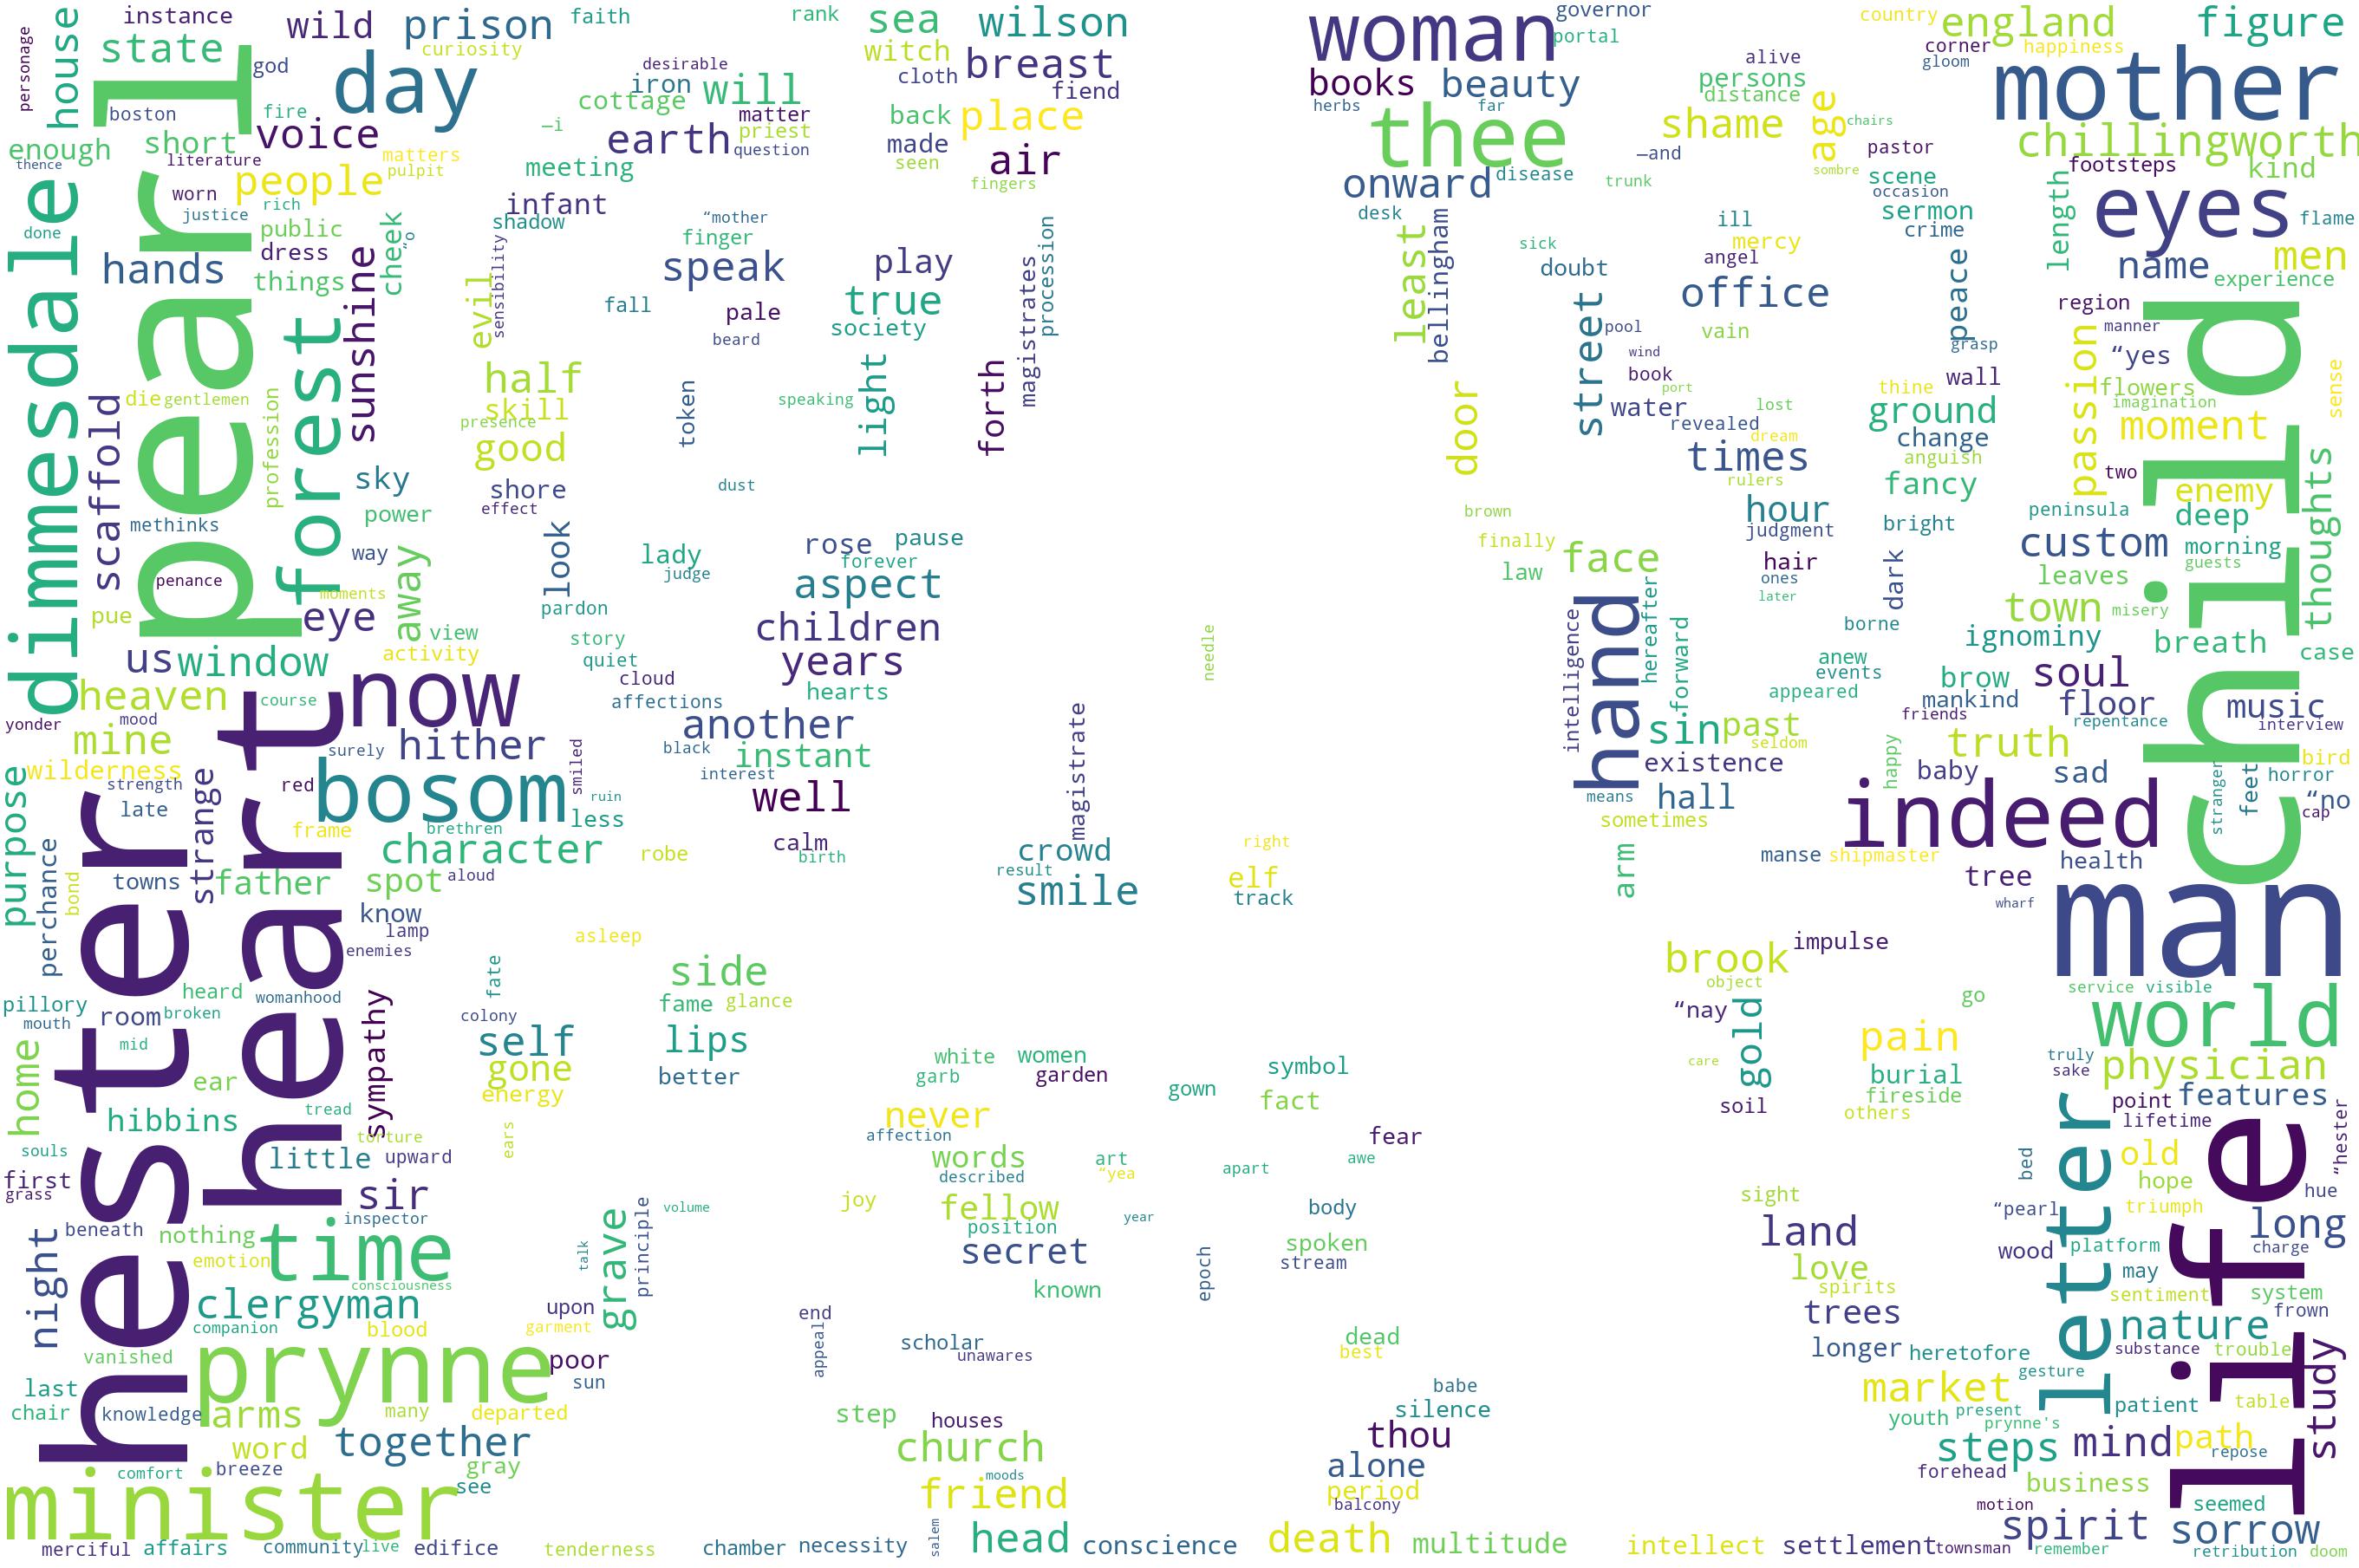 personage
house
instance
state
wild
prison
faith
rank
sea
wilson
woman
governor
portal
country
england
figure
curiosity
witch
breast
corner
happiness
god
day
desirable
iron
cottage
will
cloth
fiend
books
beauty
alive
persons
distance
gloom
mother
boston
fire
matter
back
place
herbs
far
age
short
voice
—i
earth
priest
question
made
thee
shame
chairs
chillingworth
enough
thence
literature
matters
pulpit
meeting
seen
air
—and
pastor
footsteps
kind
people
fingers
onward
disease
trunk
sombre
scene
occasion
length
eyes
dimmesdale
pearl
worn
justice
rich
infant
shadow
“mother
desk
ill
sermon
crime
flame
done
public
cheek
“o
finger
procession
least
bellingham
sick
mercy
men
dress
hands
things
sunshine
evil
sensibility
speak
play
magistrates
doubt
angel
peace
name
experience
forest
fall
pale
true
society
street
office
region
beard
pool
vain
grasp
manner
child
scaffold
die
gentlemen
half
skill
token
speaking
light
forth
door
wind
book
port
wall
“yes
passion
thine
flowers
imagination
sense
profession
presence
good
water
lost
revealed
ground
moment
dream
change
anguish
two
thoughts
sky
shore
effect
dust
times
rulers
fancy
enemy
methinks
power
brown
hour
judgment
bright
peninsula
deep
look
finally
custom
morning
guests
way
away
lady
judge
rose
pause
forever
law
face
hair
ones
later
dark
leaves
penance
aspect
pue
moments
eye
pardon
children
hand
hereafter
town
misery
view
story
needle
intelligence
forward
borne
ignominy
breath
case
us
window
activity
quiet
years
anew
events
soul
heaven
now
cloud
hearts
appeared
brow
mankind
floor
music
course
affections
friends
repentance
interview
yonder
mood
another
magistrate
sin
past
seldom
mine
surely
hither
black
instant
truth
happy
bird
wilderness
smiled
interest
existence
baby
sad
stranger
feet
horror
purpose
strength
strange
red
bosom
ruin
well
means
hall
indeed
“no
cap
late
less
sometimes
heart
hester
perchance
frame
brethren
calm
birth
crowd
right
arm
manse
shipmaster
health
character
robe
result
towns
father
spot
aloud
smile
elf
track
tree
man
bond
know
lamp
wharf
enemies
asleep
brook
impulse
fate
side
object
pillory
heard
womanhood
sympathy
fame
glance
“nay
gold
go
service
visible
mouth
room
broken
colony
world
mid
self
lips
white
women
pain
home
gone
garb
garden
symbol
care
truly
sake
physician
ear
energy
better
gown
fact
burial
fireside
soil
others
letter
point
features
lifetime
hibbins
tread
never
ears
affection
fear
“hester
souls
torture
little
upward
words
art
“yea
awe
bed
old
life
first
grass
described
apart
hope
sir
joy
fellow
sight
hue
inspector
grave
principle
volume
position
year
body
“pearl
triumph
night
beneath
nothing
time
land
long
emotion
talk
secret
spoken
stream
wood
platform
charge
consciousness
epoch
love
spirits
may
clergyman
known
sentiment
system
frown
upon
end
trees
companion
blood
garment
appeal
scholar
dead
longer
nature
vanished
prynne
poor
unawares
best
heretofore
substance
trouble
sun
gesture
study
last
babe
market
chair
knowledge
arms
many
departed
step
houses
silence
youth
present
prynne's
patient
table
word
together
church
thou
steps
mind
path
repose
comfort
breeze
gray
see
moods
alone
forehead
minister
friend
period
balcony
business
motion
seemed
spirit
sorrow
merciful
affairs
community
live
edifice
tenderness
chamber
necessity
salem
head
conscience
death
multitude
intellect
settlement
townsman
remember
retribution
doom